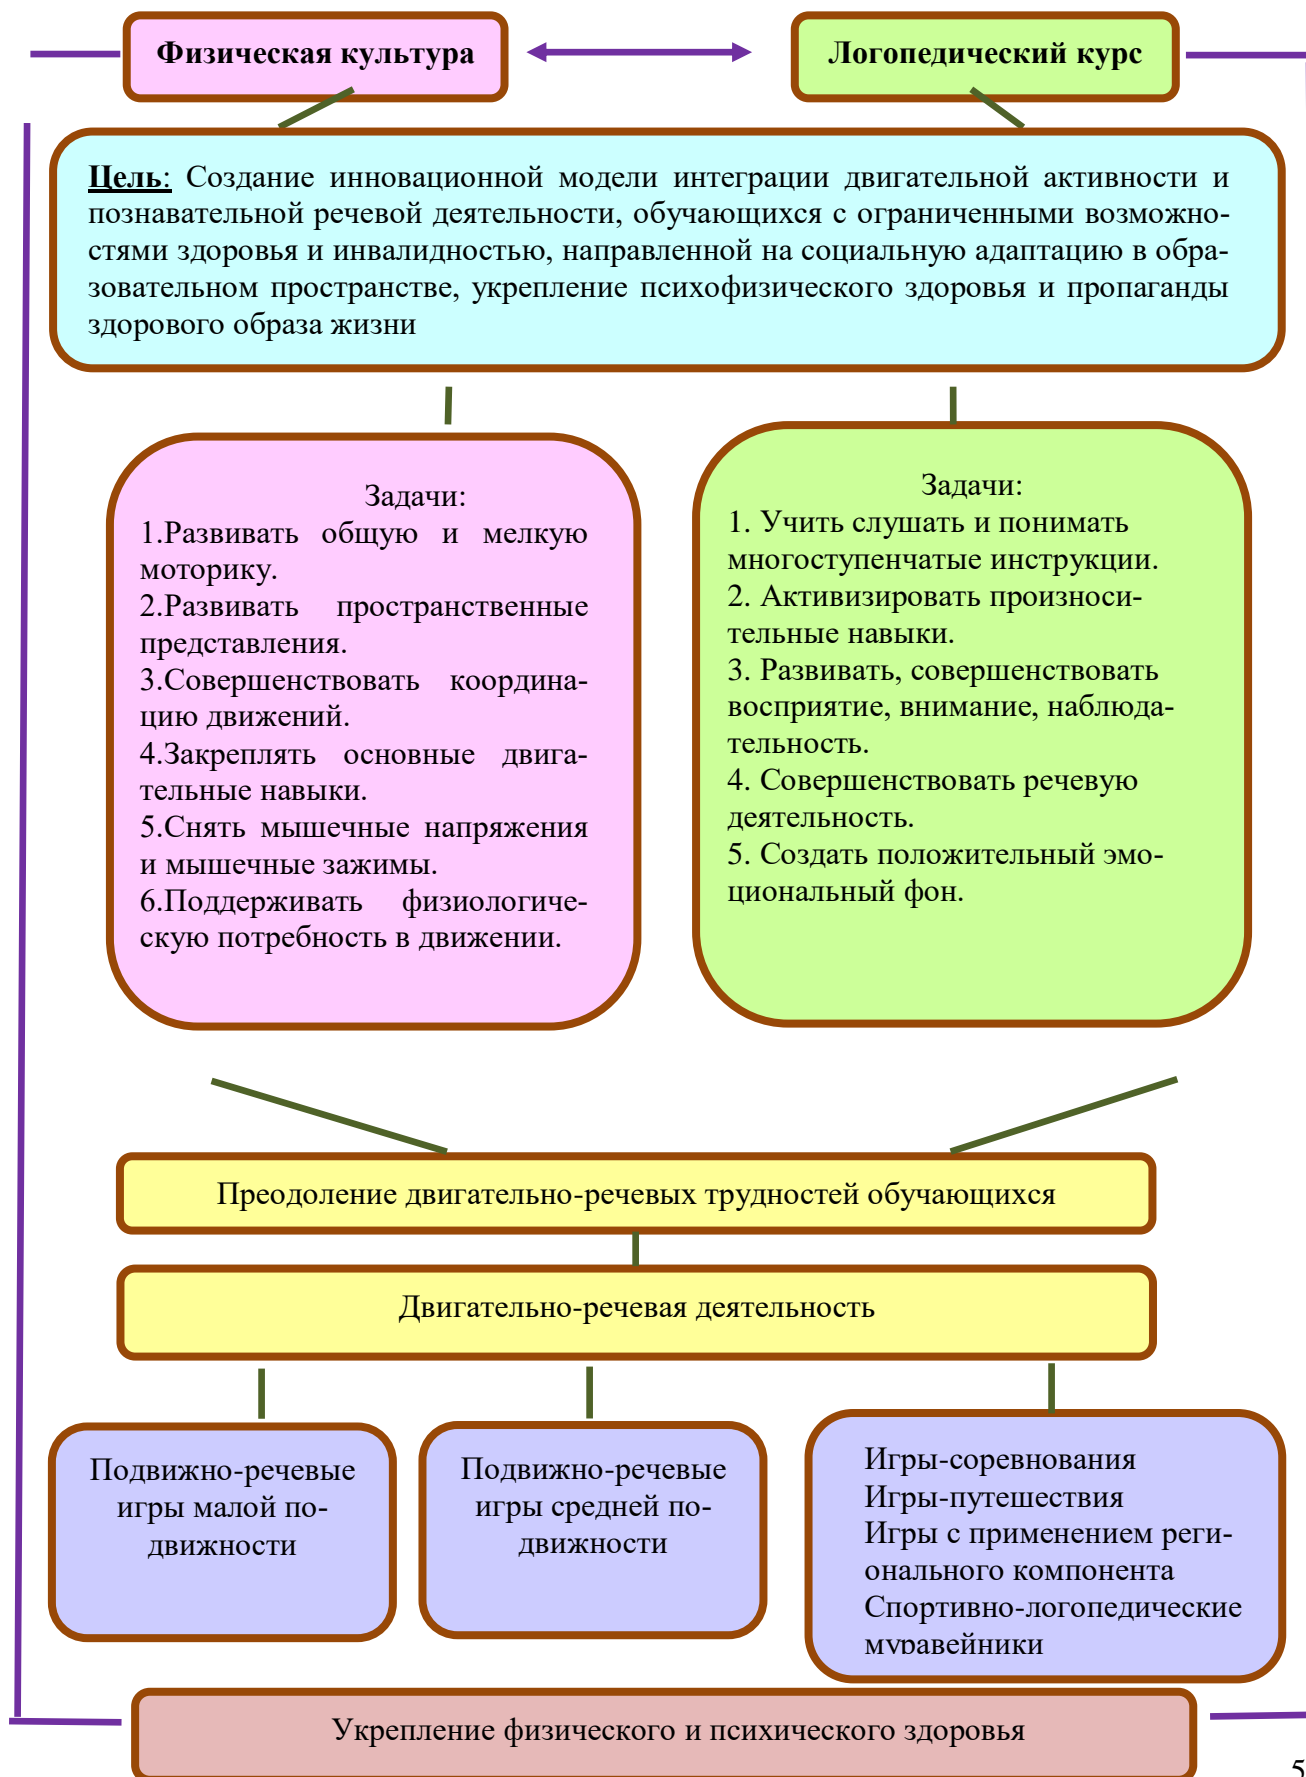 Физическая культура
Логопедический курс
Цель: Создание инновационной модели интеграции двигательной активности и
познавательной речевой деятельности, обучающихся с ограниченными возможно-
стями здоровья и инвалидностью, направленной на социальную адаптацию в обра-
зовательном пространстве, укрепление психофизического здоровья и пропаганды
здорового образа жизни
Задачи:
1.Развивать общую и мелкую
моторику.
2.Развивать пространственные
представления.
3.Совершенствовать координа-
цию движений.
4.Закреплять основные двига-
тельные навыки.
5.Снять мышечные напряжения
и мышечные зажимы.
6.Поддерживать физиологиче-
скую потребность в движении.
Задачи:
1. Учить слушать и понимать
многоступенчатые инструкции.
2. Активизировать произноси-
тельные навыки.
3. Развивать, совершенствовать
восприятие, внимание, наблюда-
тельность.
4. Совершенствовать речевую
деятельность.
5. Создать положительный эмо-
циональный фон.
Преодоление двигательно-речевых трудностей обучающихся
Двигательно-речевая деятельность
Подвижно-речевые
игры малой по-
движности
Подвижно-речевые
игры средней по-
движности
Игры-соревнования
Игры-путешествия
Игры с применением реги-
онального компонента
Спортивно-логопедические
муравейники
Укрепление физического и психического здоровья
5